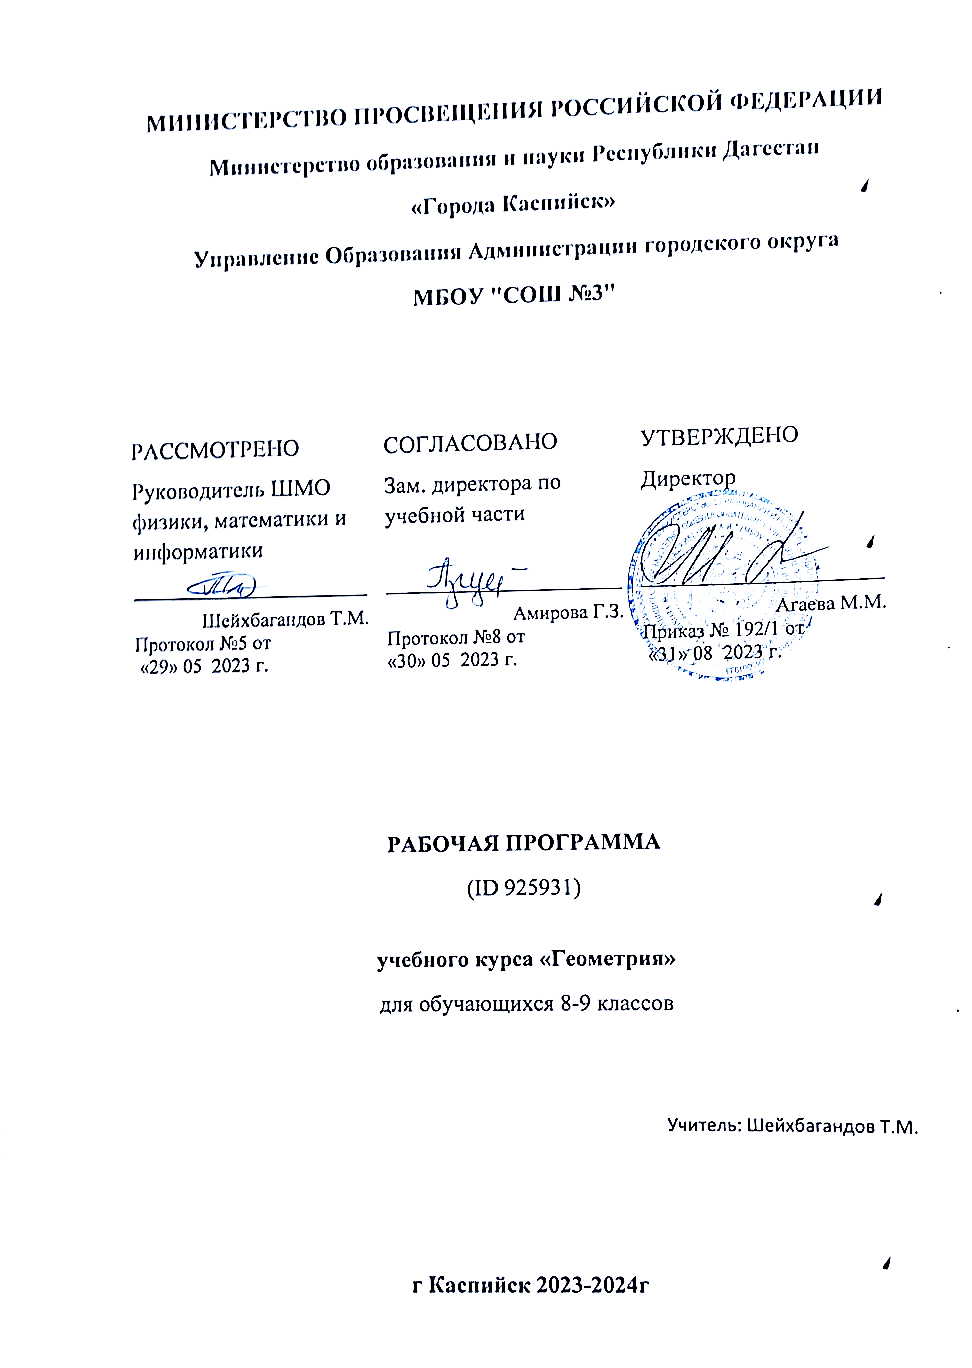 МИНИСТЕРСТВО ПРОСВЕЩЕНИЯ РОССИЙСКОЙ ФЕДЕРАЦИИ
Министерство образования и науки Республики Дагестан
«Города Каспийск»
Управление Образования Администрации городского округа
МБОУ "СОШ №3"
РАССМОТРЕНО
Руководитель ШМО
физики, математики и
информатики
Шейхбагандов Т.М.
Протокол №5 от
«29» 05 2023 г.
СОГЛАСОВАНО
Зам. директора по
учебной части
Амирова Г.З.
Протокол №8 от
«30» 05 2023 г.
УТВЕРЖДЕНО
Директор
Агаева М.М.
Приказ № 192/1 от
«31» 08 2023 г.
РАБОЧАЯ ПРОГРАММА
(ID 925931)
учебного курса «Геометрия»
для обучающихся 8-9 классов
Учитель: Шейхбагандов Т.М.
г Каспийск 2023-2024г